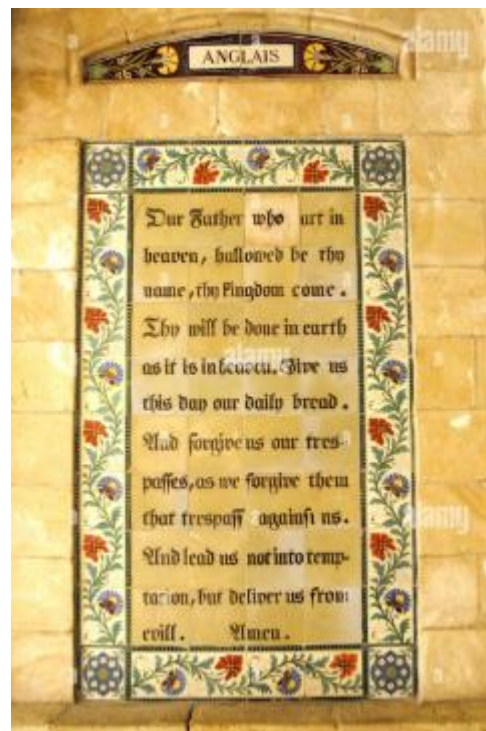 ANGLAIS
Our Father who art in
heaven, hallowed be thy
name, thy Kingdom come.
Thy will be done in earth
as it is in heaven. Give us
this day our daily bread.
And forgive us our tres-
passes, as we forgive them
that trespass against us.
And lead us not into temp-
tation, but deliver us from
evill. Amen.
alamy
alamy
alamy